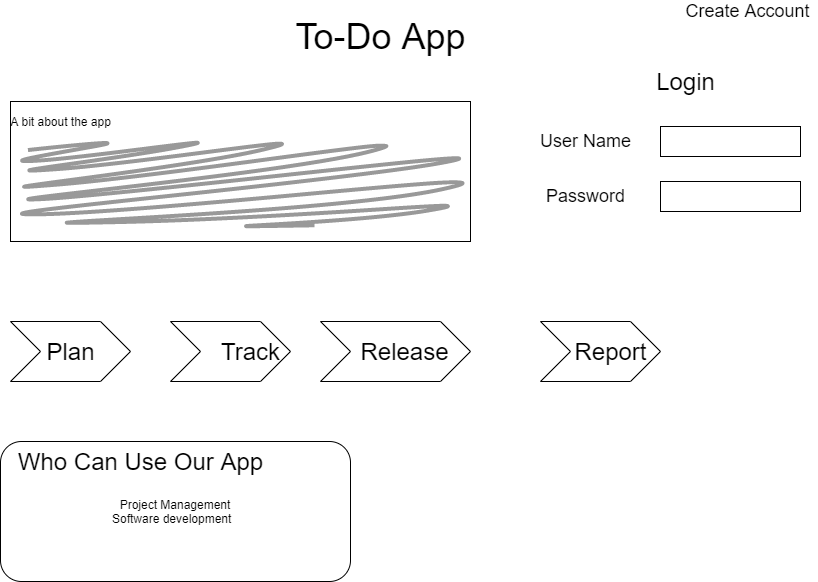 Create Account
To-Do App
Login
A bit about the app
User Name
Password
Plan
Track
Release
Report
Who Can Use Our App
Project Management
Software development